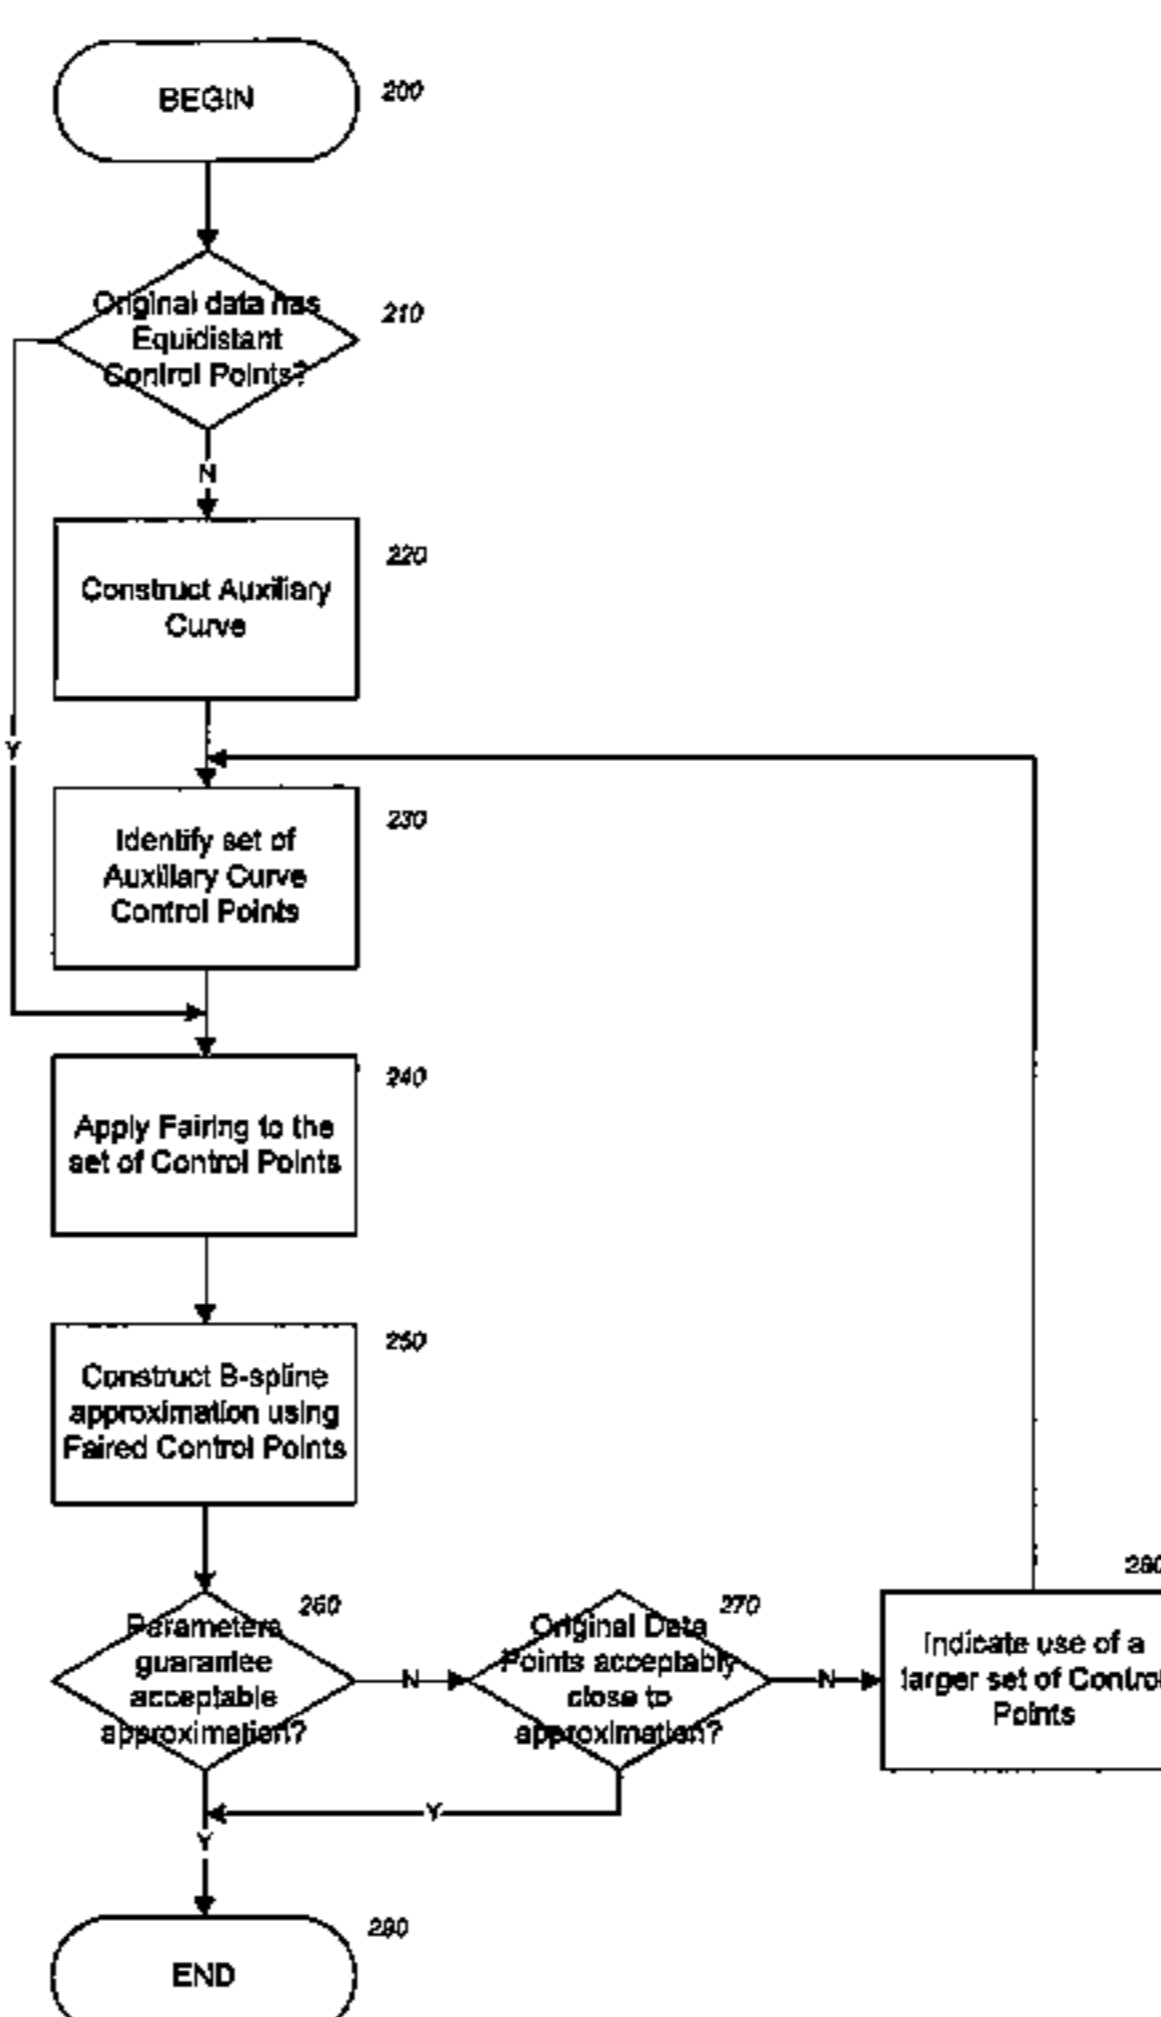 BEGIN
200
Original data has
Equidistant
Control Points?
210
N
Construct Auxiliary
Curve
220
Y
Identify set of
Auxiliary Curve
Control Points
230
Apply Fairing to the
set of Control Points
240
Construct B-spline
approximation using
Faired Control Points
250
Parameters
guarantee
acceptable
approximation?
260
N
Original Data
Points acceptably
close to
approximation?
270
N
Indicate use of a
larger set of Control
Points
280
Y
Y
END
290